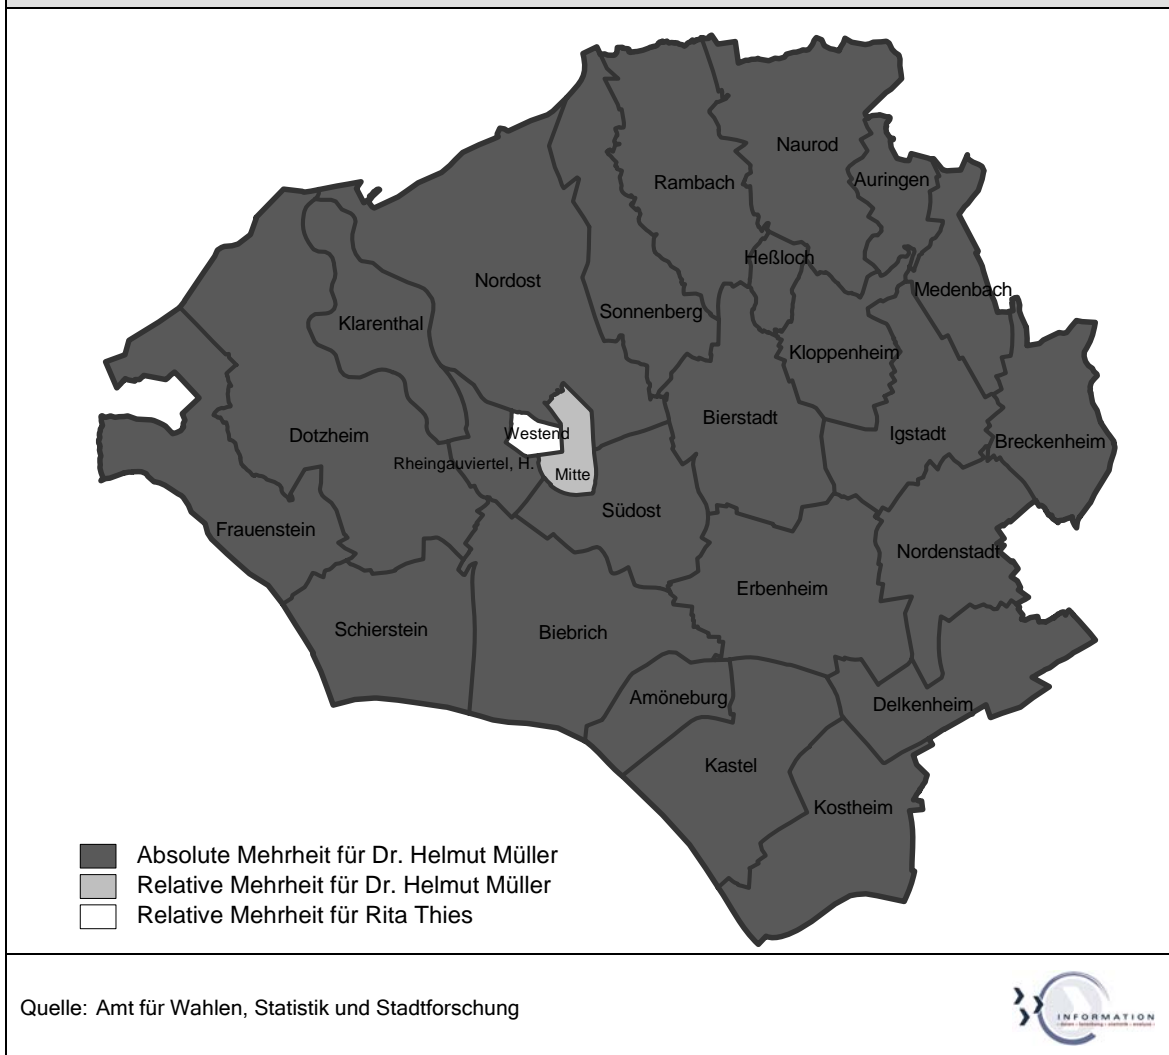 Naurod
Rambach
Auringen
Heßloch
Nordost
Medenbach
Sonnenberg
Klarenthal
Kloppenheim
Bierstadt
Westend
Dotzheim
Igstadt
Breckenheim
Rheingauviertel, H.
Mitte
Südost
Frauenstein
Nordenstadt
Erbenheim
Schierstein
Biebrich
Amöneburg
Delkenheim
Kastel
Kostheim
Absolute Mehrheit für Dr. Helmut Müller
Relative Mehrheit für Dr. Helmut Müller
Relative Mehrheit für Rita Thies
Quelle: Amt für Wahlen, Statistik und Stadtforschung
INFORMATION